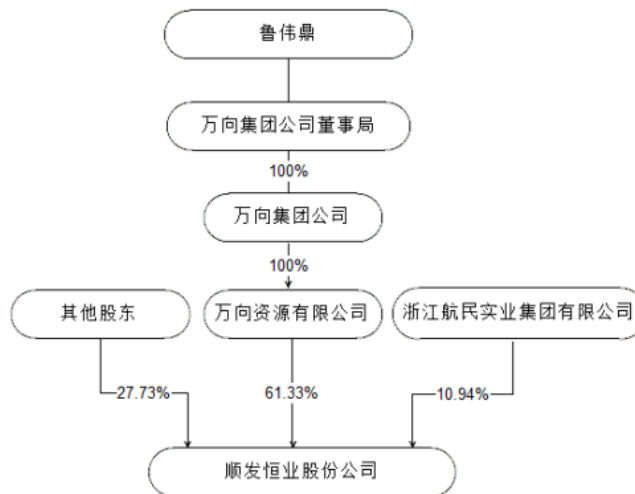 鲁伟鼎
万向集团公司董事局
100%
万向集团公司
100%
其他股东
万向资源有限公司
浙江航民实业集团有限公司
27.73%
61.33%
10.94%
顺发恒业股份公司